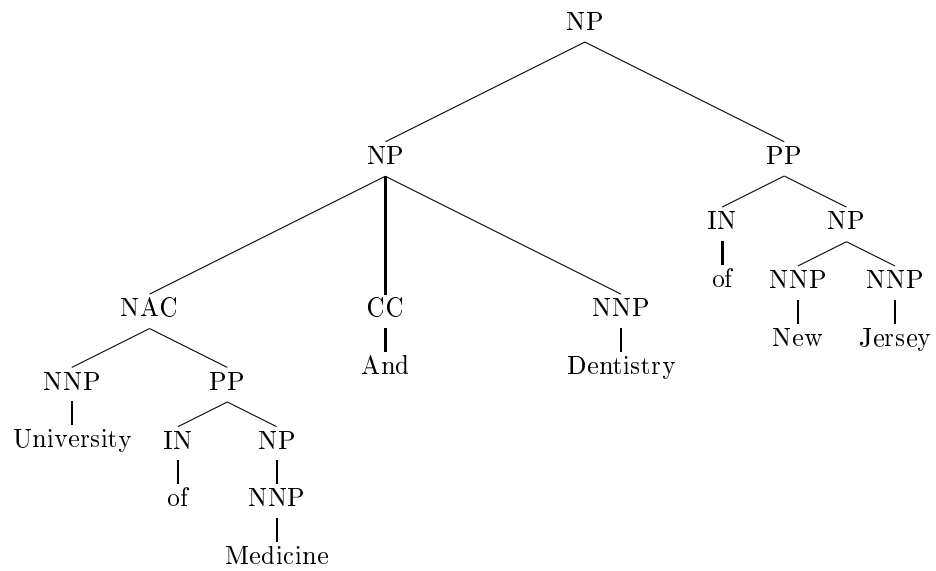 NP
NP PP
IN NP
of NNP NNP
NAC CC NNP
New Jersey
And Dentistry
NNP PP
University IN NP
of NNP
Medicine